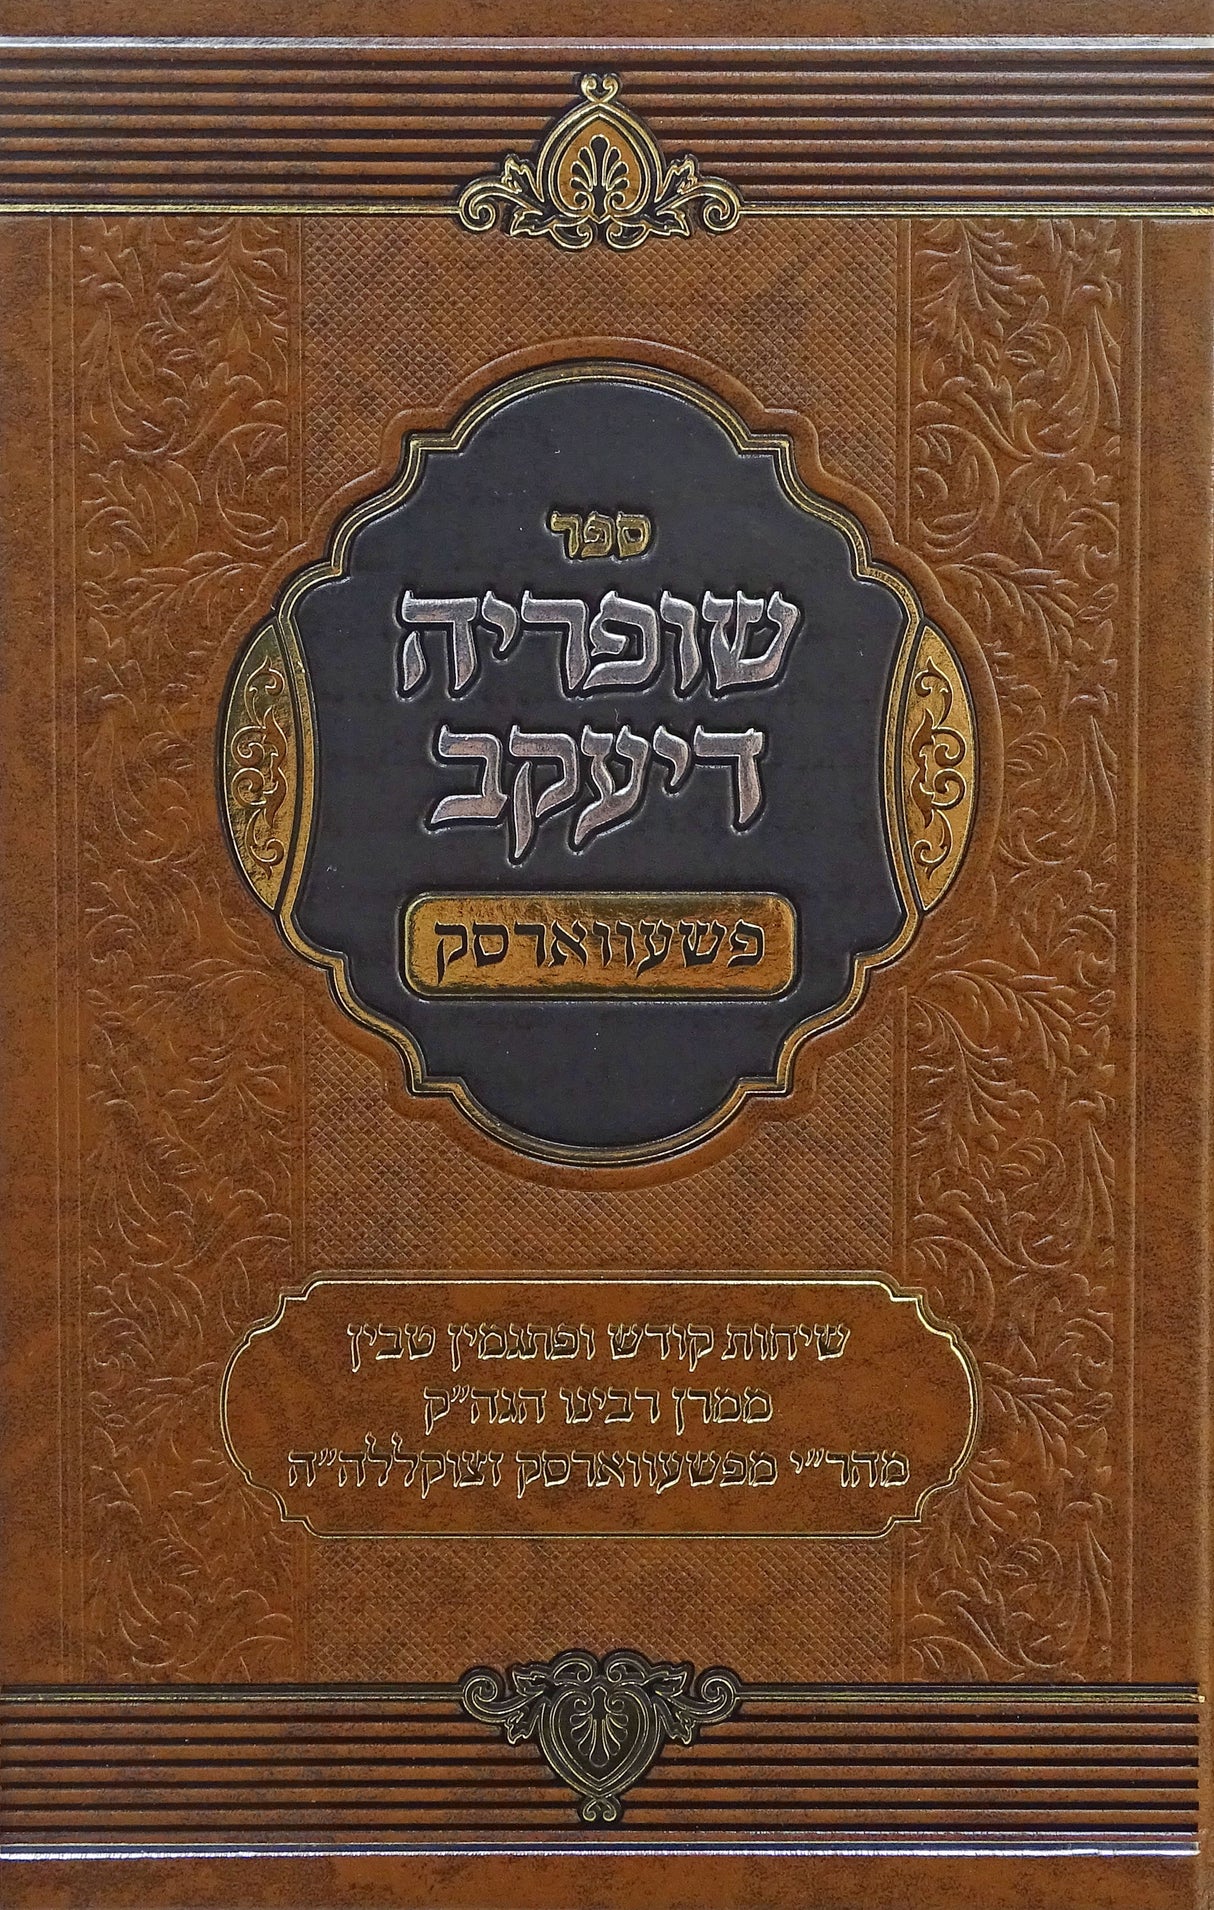 ספר
שופריה
דיעקב
פשעווארסק
שיחות קודש ופתגמין טבין
ממרן רבינו הגה״ק
מהר״י מפשעווארסק זצוקללה״ה